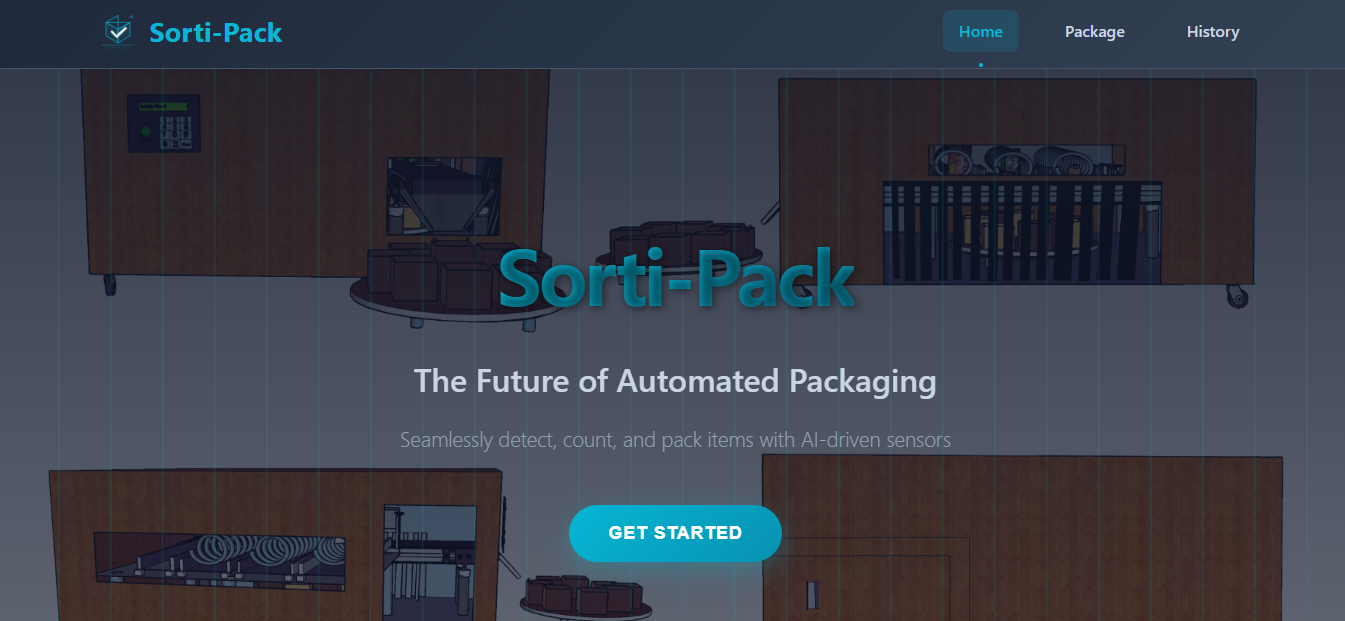 Sorti-Pack
Home
Package
History
Sorti-Pack
The Future of Automated Packaging
Seamlessly detect, count, and pack items with AI-driven sensors
GET STARTED